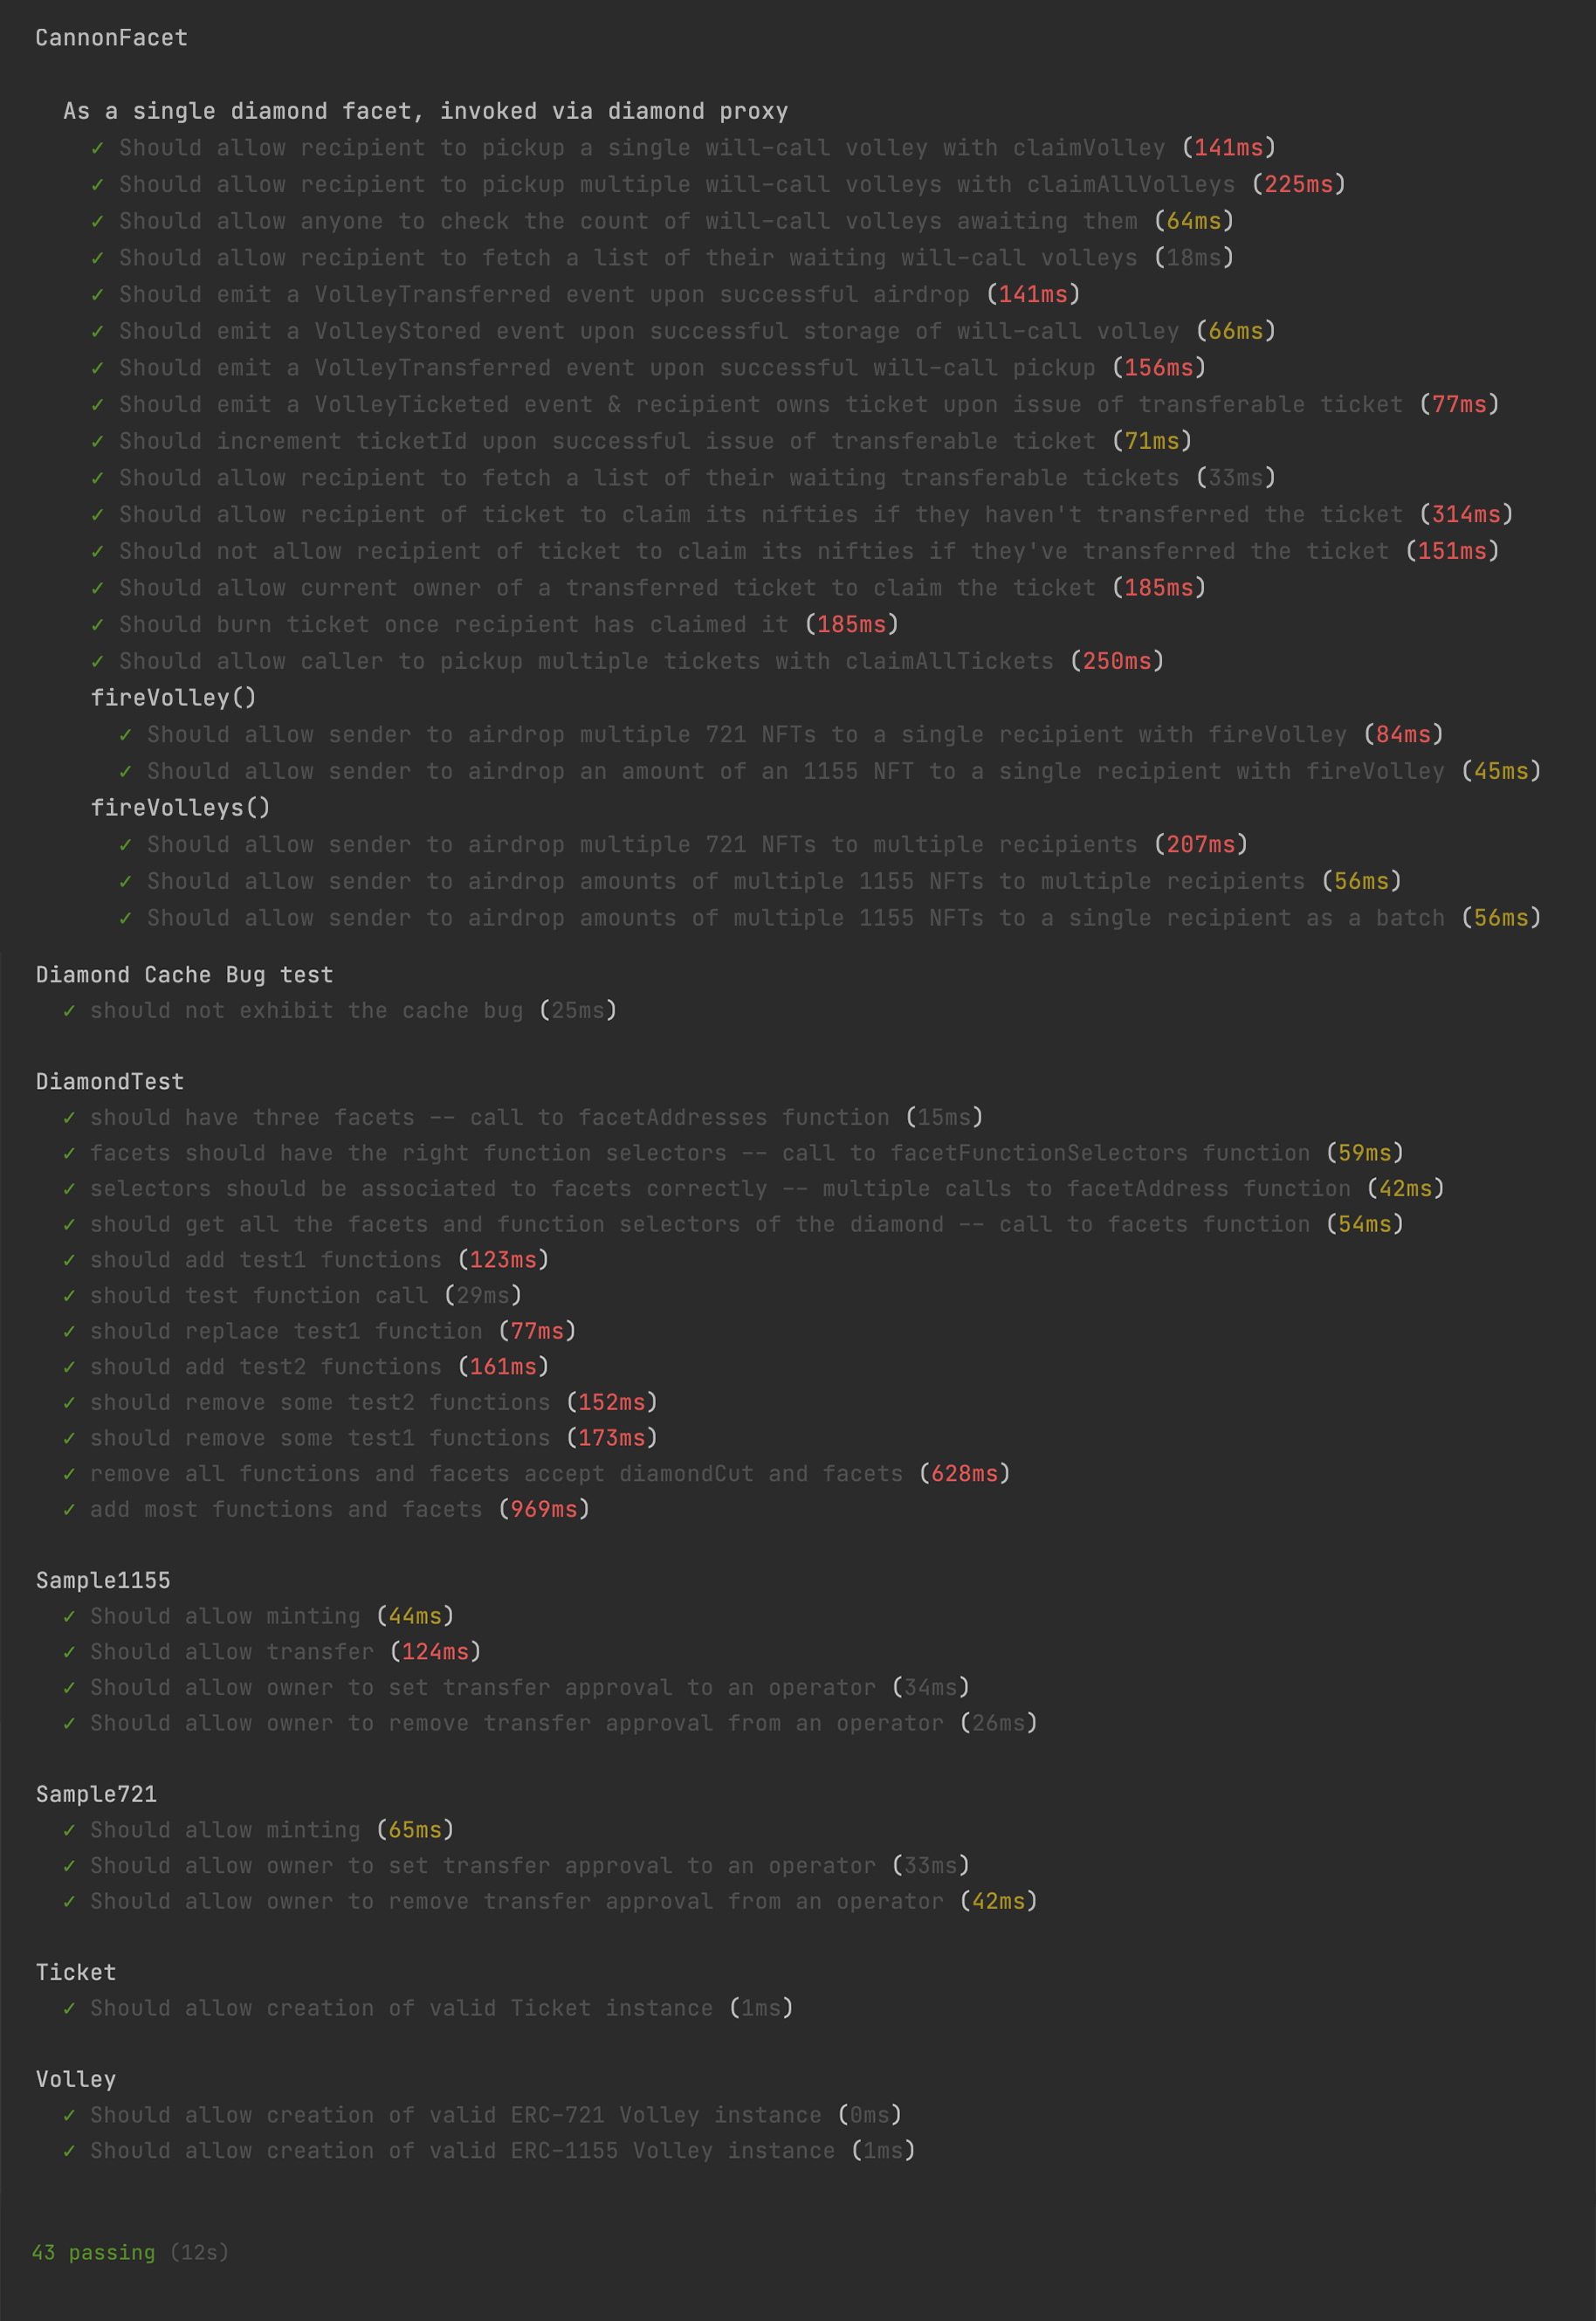 CannonFacet
As a single diamond facet, invoked via diamond proxy
✓ Should allow recipient to pickup a single will-call volley with claimVolley (141ms)
✓ Should allow recipient to pickup multiple will-call volleys with claimAllVolleys (225ms)
✓ Should allow anyone to check the count of will-call volleys awaiting them (64ms)
✓ Should allow recipient to fetch a list of their waiting will-call volleys (18ms)
✓ Should emit a VolleyTransferred event upon successful airdrop (141ms)
✓ Should emit a VolleyStored event upon successful storage of will-call volley (66ms)
✓ Should emit a VolleyTransferred event upon successful will-call pickup (156ms)
✓ Should emit a VolleyTicketed event & recipient owns ticket upon issue of transferable ticket (77ms)
✓ Should increment ticketId upon successful issue of transferable ticket (71ms)
✓ Should allow recipient to fetch a list of their waiting transferable tickets (33ms)
✓ Should allow recipient of ticket to claim its nifties if they haven't transferred the ticket (314ms)
✓ Should not allow recipient of ticket to claim its nifties if they've transferred the ticket (151ms)
✓ Should allow current owner of a transferred ticket to claim the ticket (185ms)
✓ Should burn ticket once recipient has claimed it (185ms)
✓ Should allow caller to pickup multiple tickets with claimAllTickets (250ms)
fireVolley()
✓ Should allow sender to airdrop multiple 721 NFTs to a single recipient with fireVolley (84ms)
✓ Should allow sender to airdrop an amount of an 1155 NFT to a single recipient with fireVolley (45ms)
fireVolleys()
✓ Should allow sender to airdrop multiple 721 NFTs to multiple recipients (207ms)
✓ Should allow sender to airdrop amounts of multiple 1155 NFTs to multiple recipients (56ms)
✓ Should allow sender to airdrop amounts of multiple 1155 NFTs to a single recipient as a batch (56ms)
Diamond Cache Bug test
✓ should not exhibit the cache bug (25ms)
DiamondTest
✓ should have three facets -- call to facetAddresses function (15ms)
✓ facets should have the right function selectors -- call to facetFunctionSelectors function (59ms)
✓ selectors should be associated to facets correctly -- multiple calls to facetAddress function (42ms)
✓ should get all the facets and function selectors of the diamond -- call to facets function (54ms)
✓ should add test1 functions (123ms)
✓ should test function call (29ms)
✓ should replace test1 function (77ms)
✓ should add test2 functions (161ms)
✓ should remove some test2 functions (152ms)
✓ should remove some test1 functions (173ms)
✓ remove all functions and facets accept diamondCut and facets (628ms)
✓ add most functions and facets (969ms)
Sample1155
✓ Should allow minting (44ms)
✓ Should allow transfer (124ms)
✓ Should allow owner to set transfer approval to an operator (34ms)
✓ Should allow owner to remove transfer approval from an operator (26ms)
Sample721
✓ Should allow minting (65ms)
✓ Should allow owner to set transfer approval to an operator (33ms)
✓ Should allow owner to remove transfer approval from an operator (42ms)
Ticket
✓ Should allow creation of valid Ticket instance (1ms)
Volley
✓ Should allow creation of valid ERC-721 Volley instance (0ms)
✓ Should allow creation of valid ERC-1155 Volley instance (1ms)
43 passing (12s)